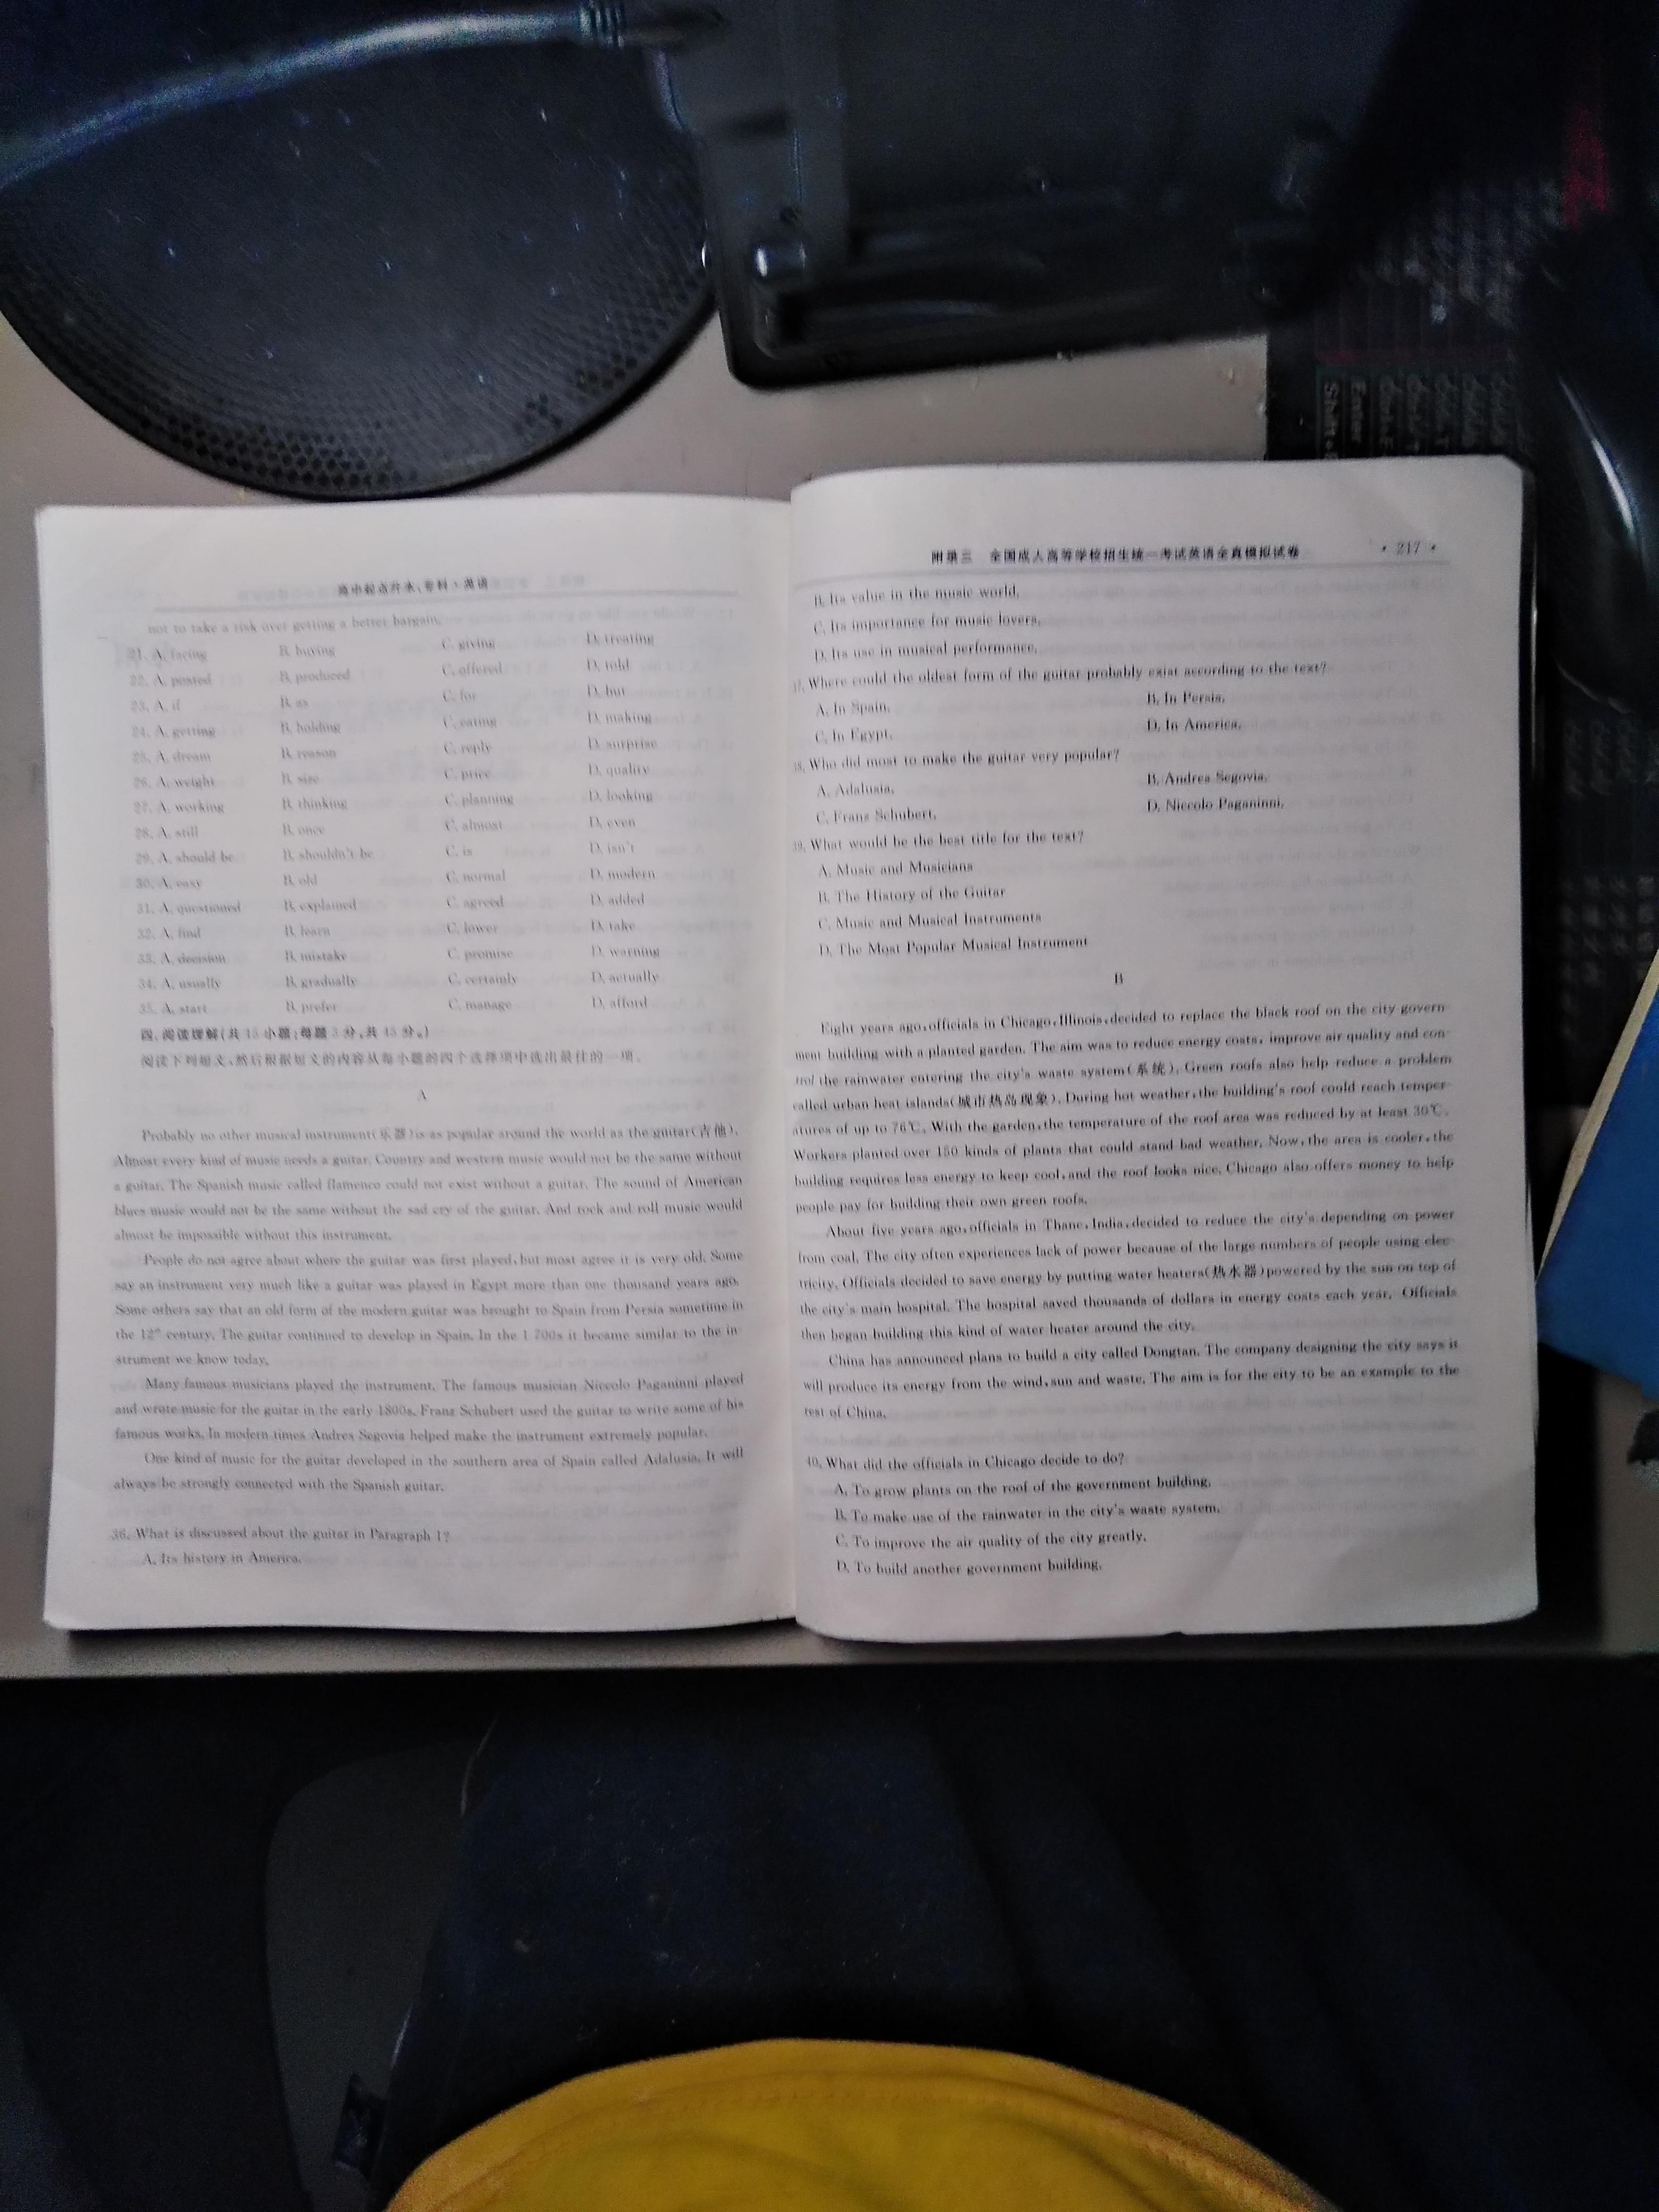 高中起点升本、专科·英语
not to take a risk over getting a better bargain.
21. A. facing B. buying C. giving D. treating
22. A. posted B. produced C. offered D. told
23. A. if B. as C. for D. but
24. A. getting B. holding C. eating D. making
25. A. dream B. reason C. reply D. surprise
26. A. weight B. size C. price D. quality
27. A. working B. thinking C. planning D. looking
28. A. still B. once C. almost D. even
29. A. should be B. shouldn't be C. is D. isn't
30. A. easy B. old C. normal D. modern
31. A. questioned B. explained C. agreed D. added
32. A. find B. learn C. lower D. take
33. A. decision B. mistake C. promise D. warning
34. A. usually B. gradually C. certainly D. actually
35. A. start B. prefer C. manage D. afford
四、阅读理解(共 15 小题;每题 3 分,共 45 分。)
阅读下列短文,然后根据短文的内容从每小题的四个选择项中选出最佳的一项。
A
Probably no other musical instrument(乐器)is as popular around the world as the guitar(吉他).
Almost every kind of music needs a guitar. Country and western music would not be the same without
a guitar. The Spanish music called flamenco could not exist without a guitar. The sound of American
blues music would not be the same without the sad cry of the guitar. And rock and roll music would
almost be impossible without this instrument.
People do not agree about where the guitar was first played, but most agree it is very old. Some
say an instrument very much like a guitar was played in Egypt more than one thousand years ago.
Some others say that an old form of the modern guitar was brought to Spain from Persia sometime in
the 12th century. The guitar continued to develop in Spain. In the 1 700s it became similar to the in-
strument we know today.
Many famous musicians played the instrument. The famous musician Niccolo Paganinni played
and wrote music for the guitar in the early 1800s. Franz Schubert used the guitar to write some of his
famous works. In modern times Andres Segovia helped make the instrument extremely popular.
One kind of music for the guitar developed in the southern area of Spain called Adalusia. It will
always be strongly connected with the Spanish guitar.
36. What is discussed about the guitar in Paragraph 1?
A. Its history in America.
附录三 全国成人高等学校招生统一考试英语全真模拟试卷 · 217 ·
B. Its value in the music world.
C. Its importance for music lovers.
D. Its use in musical performance.
37. Where could the oldest form of the guitar probably exist according to the text?
A. In Spain. B. In Persia.
C. In Egypt. D. In America.
38. Who did most to make the guitar very popular?
A. Adalusia. B. Andrea Segovia.
C. Franz Schubert. D. Niccolo Paganinni.
39. What would be the best title for the text?
A. Music and Musicians
B. The History of the Guitar
C. Music and Musical Instruments
D. The Most Popular Musical Instrument
B
Eight years ago, officials in Chicago, Illinois, decided to replace the black roof on the city govern-
ment building with a planted garden. The aim was to reduce energy costs, improve air quality and con-
trol the rainwater entering the city's waste system(系统). Green roofs also help reduce a problem
called urban heat islands(城市热岛现象). During hot weather, the building's roof could reach temper-
atures of up to 76℃. With the garden, the temperature of the roof area was reduced by at least 30℃.
Workers planted over 150 kinds of plants that could stand bad weather. Now, the area is cooler, the
building requires less energy to keep cool, and the roof looks nice. Chicago also offers money to help
people pay for building their own green roofs.
About five years ago, officials in Thane, India, decided to reduce the city's depending on power
from coal. The city often experiences lack of power because of the large numbers of people using elec-
tricity. Officials decided to save energy by putting water heaters(热水器)powered by the sun on top of
the city's main hospital. The hospital saved thousands of dollars in energy costs each year. Officials
then began building this kind of water heater around the city.
China has announced plans to build a city called Dongtan. The company designing the city says it
will produce its energy from the wind, sun and waste. The aim is for the city to be an example to the
rest of China.
40. What did the officials in Chicago decide to do?
A. To grow plants on the roof of the government building.
B. To make use of the rainwater in the city's waste system.
C. To improve the air quality of the city greatly.
D. To build another government building.
Enter